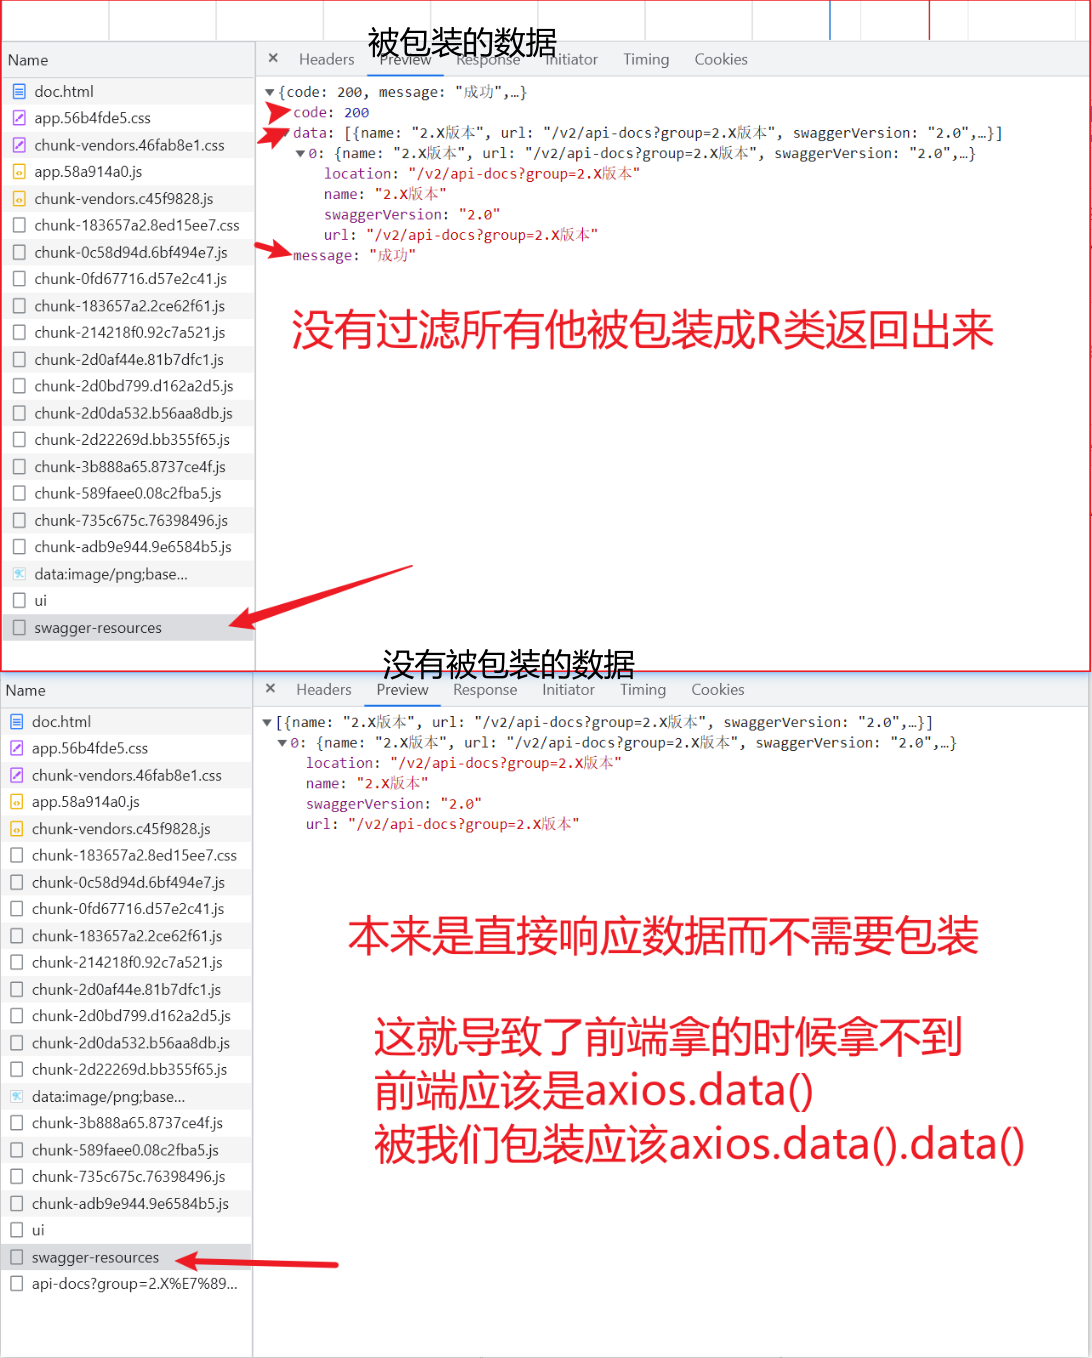 被包装的数据
Name
× Headers Preview Response Initiator Timing Cookies
doc.html
app.56b4fde5.css
chunk-vendors.46fab8e1.css
app.58a914a0.js
chunk-vendors.c45f9828.js
chunk-183657a2.8ed15ee7.css
chunk-0c58d94d.6bf494e7.js
chunk-0fd67716.d57e2c41.js
chunk-183657a2.2ce62f61.js
chunk-214218f0.92c7a521.js
chunk-2d0af44e.81b7dfc1.js
chunk-2d0bd799.d162a2d5.js
chunk-2d0da532.b56aa8db.js
chunk-2d22269d.bb355f65.js
chunk-3b888a65.8737ce4f.js
chunk-589faee0.08c2fba5.js
chunk-735c675c.76398496.js
chunk-adb9e944.9e6584b5.js
data:image/png;base...
ui
swagger-resources
▼{code: 200, message: "成功",…}
code: 200
data: [{name: "2.X版本", url: "/v2/api-docs?group=2.X版本", swaggerVersion: "2.0",…}]
▼0: {name: "2.X版本", url: "/v2/api-docs?group=2.X版本", swaggerVersion: "2.0",…}
location: "/v2/api-docs?group=2.X版本"
name: "2.X版本"
swaggerVersion: "2.0"
url: "/v2/api-docs?group=2.X版本"
message: "成功"
没有过滤所有他被包装成R类返回出来
没有被包装的数据
Name
× Headers Preview Response Initiator Timing Cookies
doc.html
app.56b4fde5.css
chunk-vendors.46fab8e1.css
app.58a914a0.js
chunk-vendors.c45f9828.js
chunk-183657a2.8ed15ee7.css
chunk-0c58d94d.6bf494e7.js
chunk-0fd67716.d57e2c41.js
chunk-183657a2.2ce62f61.js
chunk-214218f0.92c7a521.js
chunk-2d0af44e.81b7dfc1.js
chunk-2d0bd799.d162a2d5.js
chunk-2d0da532.b56aa8db.js
chunk-2d22269d.bb355f65.js
data:image/png;base...
chunk-3b888a65.8737ce4f.js
chunk-589faee0.08c2fba5.js
chunk-735c675c.76398496.js
chunk-adb9e944.9e6584b5.js
ui
swagger-resources
api-docs?group=2.X%E7%89...
▼[{name: "2.X版本", url: "/v2/api-docs?group=2.X版本", swaggerVersion: "2.0",…}]
▼0: {name: "2.X版本", url: "/v2/api-docs?group=2.X版本", swaggerVersion: "2.0",…}
location: "/v2/api-docs?group=2.X版本"
name: "2.X版本"
swaggerVersion: "2.0"
url: "/v2/api-docs?group=2.X版本"
本来是直接响应数据而不需要包装
这就导致了前端拿的时候拿不到
前端应该是axios.data()
被我们包装应该axios.data().data()